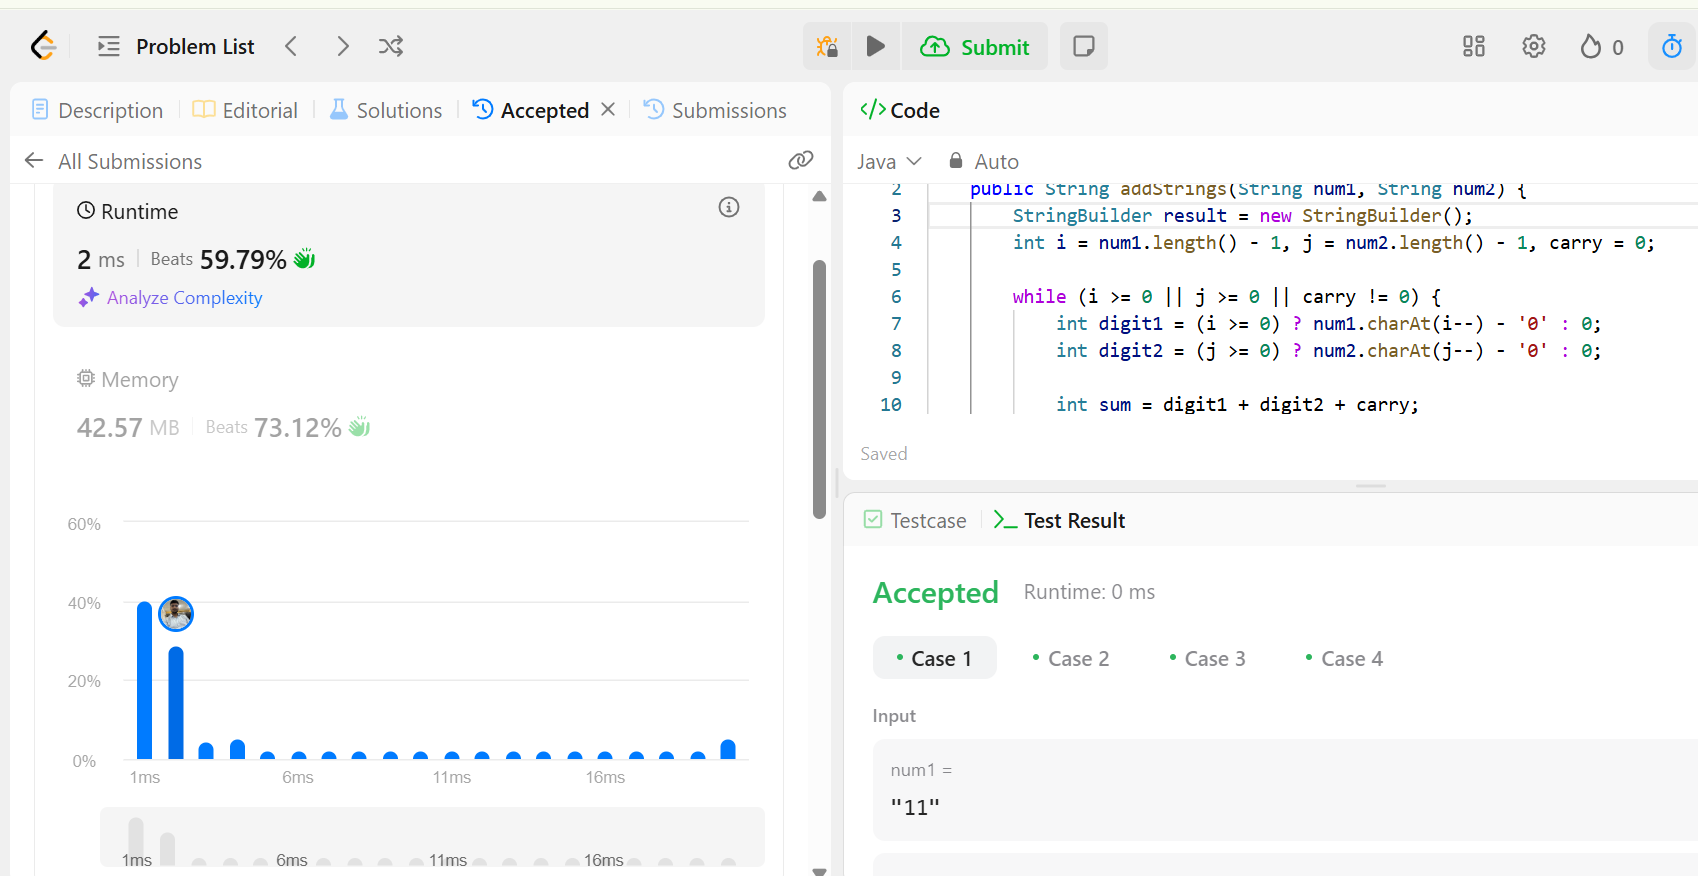 Problem List
Submit
0
Description
Editorial
Solutions
Accepted
Submissions
All Submissions
Runtime
2 ms
Beats 59.79%
Analyze Complexity
Memory
42.57 MB
Beats 73.12%
60%
40%
20%
0%
1ms
6ms
11ms
16ms
1ms
6ms
11ms
16ms
</> Code
Java
Auto
2 public String addStrings(String num1, String num2) {
3 StringBuilder result = new StringBuilder();
4 int i = num1.length() - 1, j = num2.length() - 1, carry = 0;
5
6 while (i >= 0 || j >= 0 || carry != 0) {
7 int digit1 = (i >= 0) ? num1.charAt(i--) - '0' : 0;
8 int digit2 = (j >= 0) ? num2.charAt(j--) - '0' : 0;
9
10 int sum = digit1 + digit2 + carry;
Saved
Testcase
Test Result
Accepted
Runtime: 0 ms
Case 1
Case 2
Case 3
Case 4
Input
num1 =
"11"